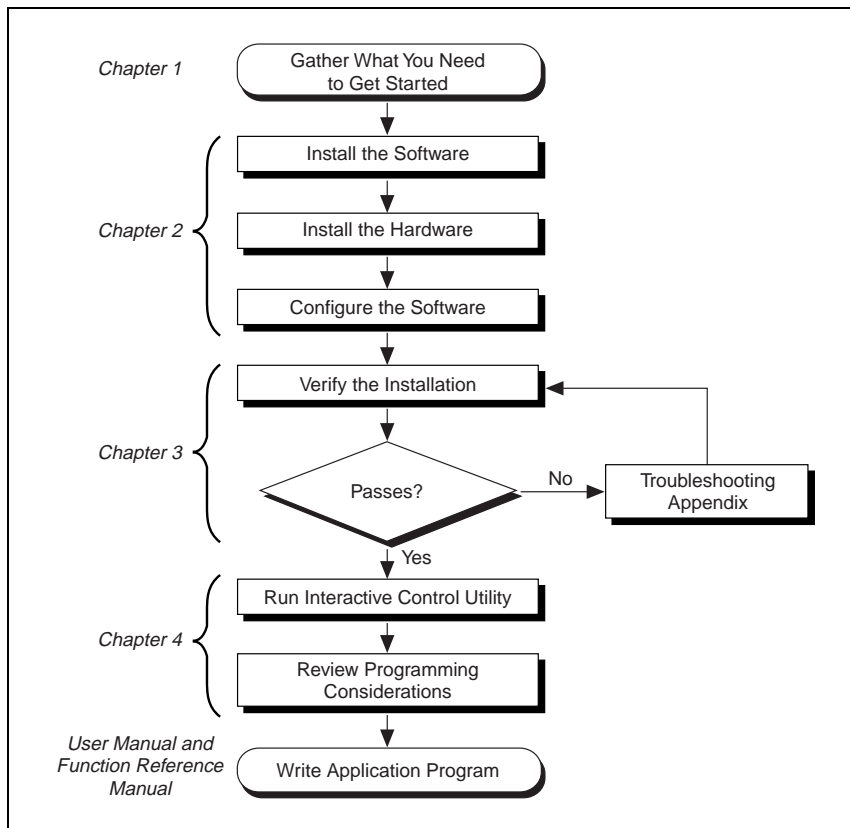 Chapter 1
Gather What You Need
to Get Started
Install the Software
Chapter 2
Install the Hardware
Configure the Software
Verify the Installation
Chapter 3
Passes?
No
Troubleshooting
Appendix
Yes
Run Interactive Control Utility
Chapter 4
Review Programming
Considerations
User Manual and
Function Reference
Manual
Write Application Program